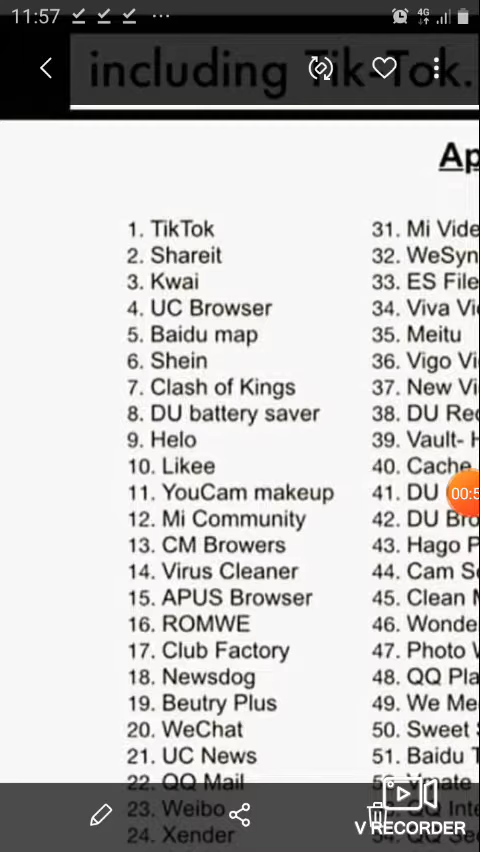 11:57
4G
including Tik-Tok.
Ap
1. TikTok
2. Shareit
3. Kwai
4. UC Browser
5. Baidu map
6. Shein
7. Clash of Kings
8. DU battery saver
9. Helo
10. Likee
11. YouCam makeup
12. Mi Community
13. CM Browers
14. Virus Cleaner
15. APUS Browser
16. ROMWE
17. Club Factory
18. Newsdog
19. Beutry Plus
20. WeChat
21. UC News
22. QQ Mail
23. Weibo
24. Xender
31. Mi Vide
32. WeSyn
33. ES File
34. Viva Vi
35. Meitu
36. Vigo Vi
37. New Vi
38. DU Rec
39. Vault- H
40. Cache
41. DU
42. DU Bro
43. Hago P
44. Cam S
45. Clean M
46. Wonde
47. Photo
48. QQ Pla
49. We Me
50. Sweet
51. Baidu T
00:5
V RECORDER